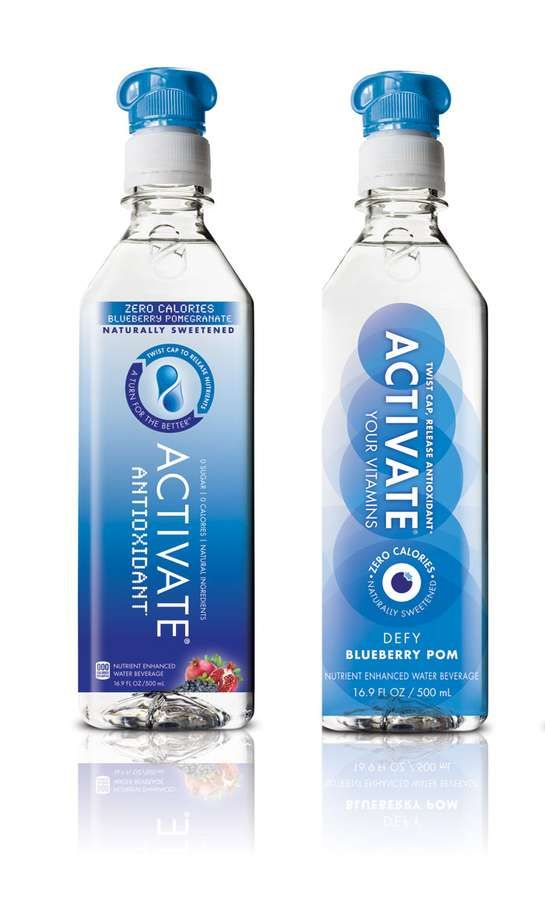 ZERO CALORIES
BLUEBERRY POMEGRANATE
NATURALLY SWEETENED
TWIST CAP TO RELEASE NUTRIENTS
A TURN FOR THE BETTER™
ACTIVATE®
ANTIOXIDANT
0 SUGAR | 0 CALORIES | NATURAL INGREDIENTS
NUTRIENT ENHANCED
WATER BEVERAGE
16.9 FL OZ / 500 mL
TWIST CAP, RELEASE ANTIOXIDANT
ACTIVATE®
YOUR VITAMINS
ZERO CALORIES
NATURALLY SWEETENED
DEFY
BLUEBERRY POM
NUTRIENT ENHANCED WATER BEVERAGE
16.9 FL OZ / 500 mL